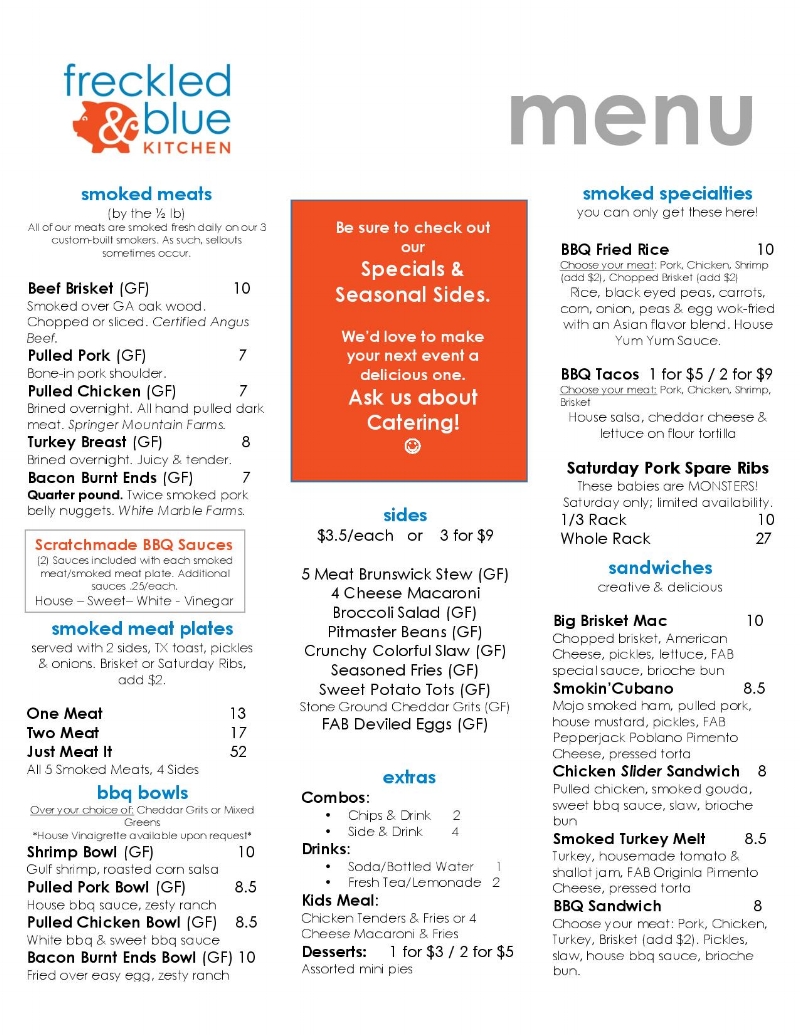 freckled
& blue
KITCHEN
menu
smoked meats
(by the ½ lb)
All of our meats are smoked fresh daily on our 3
custom-built smokers. As such, sellouts
sometimes occur.
Beef Brisket (GF) 10
Smoked over GA oak wood.
Chopped or sliced. Certified Angus
Beef.
Pulled Pork (GF) 7
Bone-in pork shoulder.
Pulled Chicken (GF) 7
Brined overnight. All hand pulled dark
meat. Springer Mountain Farms.
Turkey Breast (GF) 8
Brined overnight. Juicy & tender.
Bacon Burnt Ends (GF) 7
Quarter pound. Twice smoked pork
belly nuggets. White Marble Farms.
Scratchmade BBQ Sauces
(2) Sauces included with each smoked
meat/smoked meat plate. Additional
sauces .25/each.
House – Sweet– White - Vinegar
smoked meat plates
served with 2 sides, TX toast, pickles
& onions. Brisket or Saturday Ribs,
add $2.
One Meat 13
Two Meat 17
Just Meat It 52
All 5 Smoked Meats, 4 Sides
bbq bowls
Over your choice of: Cheddar Grits or Mixed
Greens
*House Vinaigrette available upon request*
Shrimp Bowl (GF) 10
Gulf shrimp, roasted corn salsa
Pulled Pork Bowl (GF) 8.5
House bbq sauce, zesty ranch
Pulled Chicken Bowl (GF) 8.5
White bbq & sweet bbq sauce
Bacon Burnt Ends Bowl (GF) 10
Fried over easy egg, zesty ranch
Be sure to check out
our
Specials &
Seasonal Sides.
We'd love to make
your next event a
delicious one.
Ask us about
Catering!
☺
sides
$3.5/each or 3 for $9
5 Meat Brunswick Stew (GF)
4 Cheese Macaroni
Broccoli Salad (GF)
Pitmaster Beans (GF)
Crunchy Colorful Slaw (GF)
Seasoned Fries (GF)
Sweet Potato Tots (GF)
Stone Ground Cheddar Grits (GF)
FAB Deviled Eggs (GF)
extras
Combos:
• Chips & Drink 2
• Side & Drink 4
Drinks:
• Soda/Bottled Water 1
• Fresh Tea/Lemonade 2
Kids Meal:
Chicken Tenders & Fries or 4
Cheese Macaroni & Fries
Desserts: 1 for $3 / 2 for $5
Assorted mini pies
smoked specialties
you can only get these here!
BBQ Fried Rice 10
Choose your meat: Pork, Chicken, Shrimp
(add $2), Chopped Brisket (add $2)
Rice, black eyed peas, carrots,
corn, onion, peas & egg wok-fried
with an Asian flavor blend. House
Yum Yum Sauce.
BBQ Tacos 1 for $5 / 2 for $9
Choose your meat: Pork, Chicken, Shrimp,
Brisket
House salsa, cheddar cheese &
lettuce on flour tortilla
Saturday Pork Spare Ribs
These babies are MONSTERS!
Saturday only; limited availability.
1/3 Rack 10
Whole Rack 27
sandwiches
creative & delicious
Big Brisket Mac 10
Chopped brisket, American
Cheese, pickles, lettuce, FAB
special sauce, brioche bun
Smokin'Cubano 8.5
Mojo smoked ham, pulled pork,
house mustard, pickles, FAB
Pepperjack Poblano Pimento
Cheese, pressed torta
Chicken Slider Sandwich 8
Pulled chicken, smoked gouda,
sweet bbq sauce, slaw, brioche
bun
Smoked Turkey Melt 8.5
Turkey, housemade tomato &
shallot jam, FAB Originla Pimento
Cheese, pressed torta
BBQ Sandwich 8
Choose your meat: Pork, Chicken,
Turkey, Brisket (add $2). Pickles,
slaw, house bbq sauce, brioche
bun.